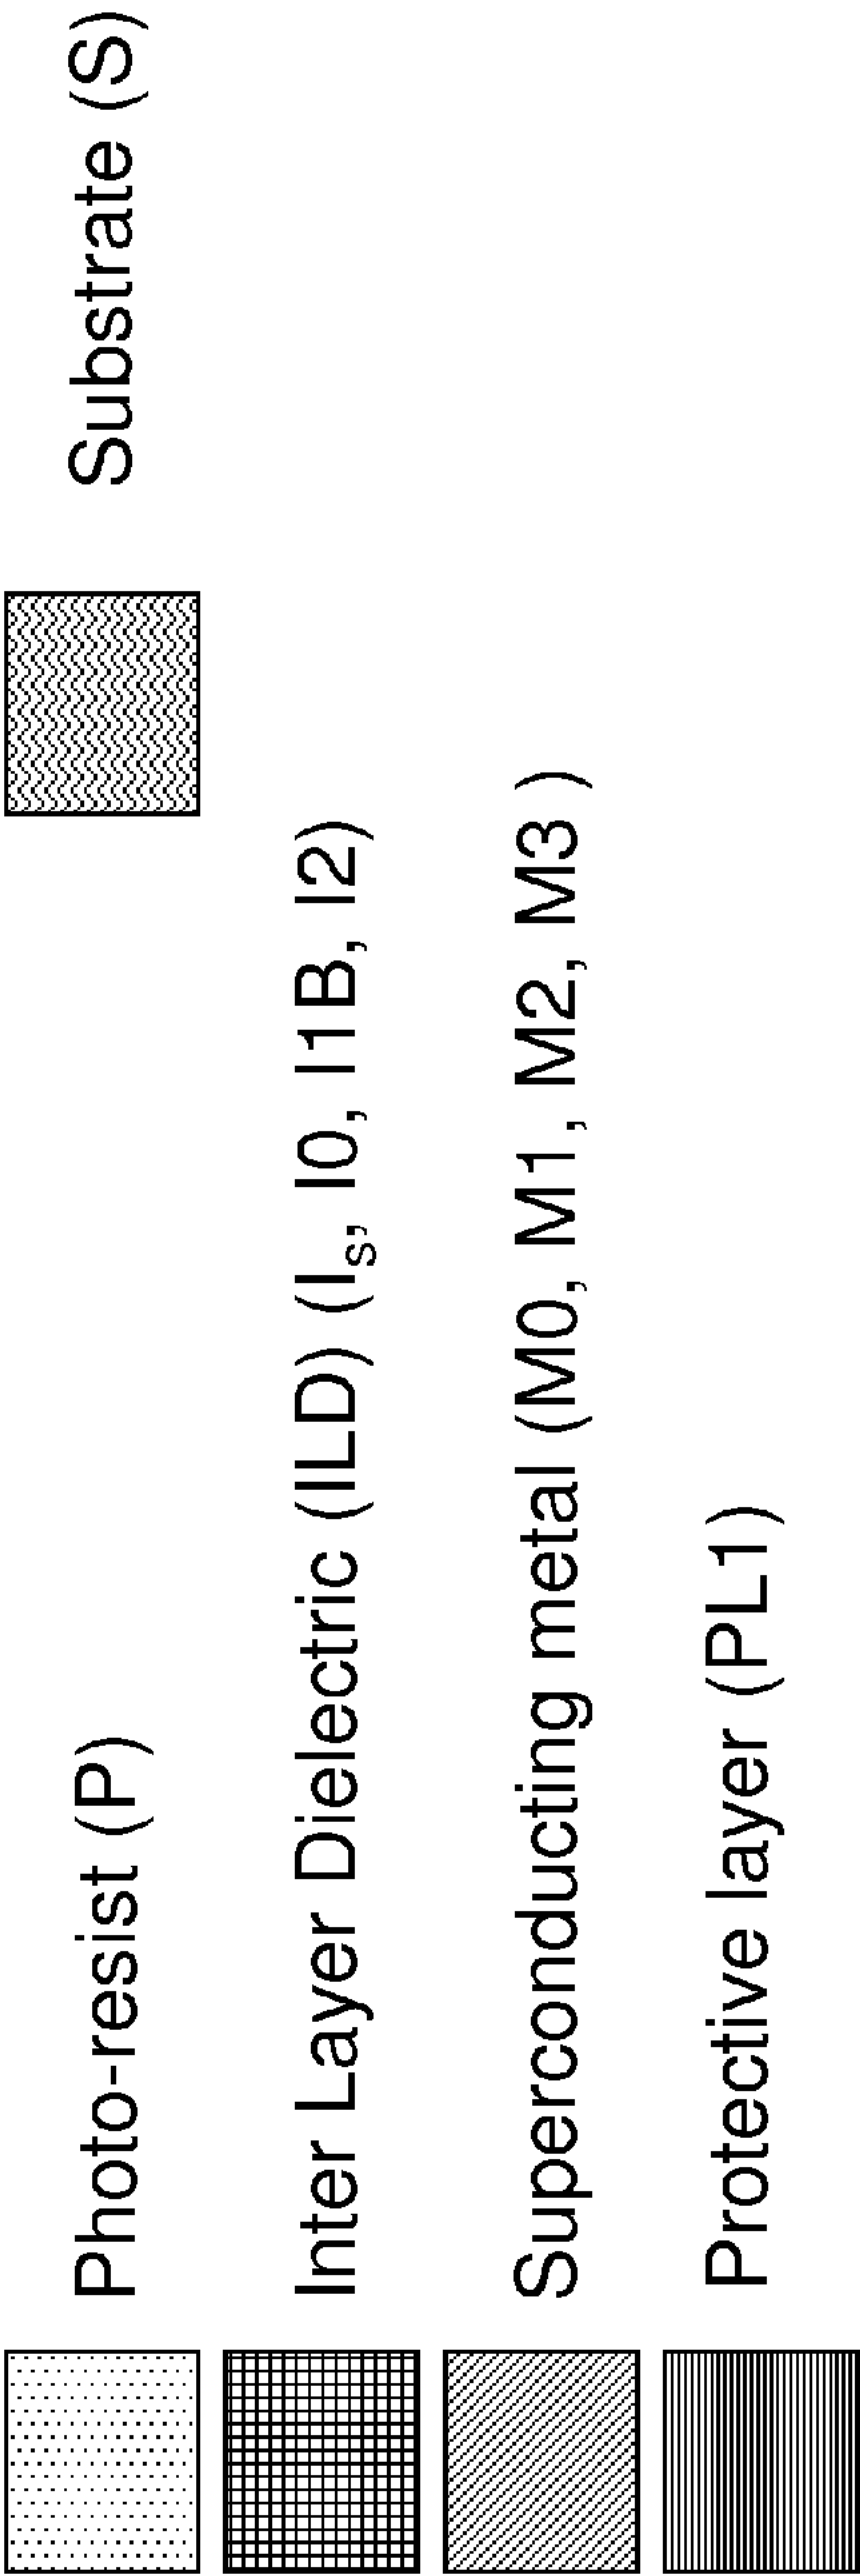 Photo-resist (P)
Substrate (S)
Inter Layer Dielectric (ILD) (Iₛ, I0, I1B, I2)
Superconducting metal (M0, M1, M2, M3 )
Protective layer (PL1)